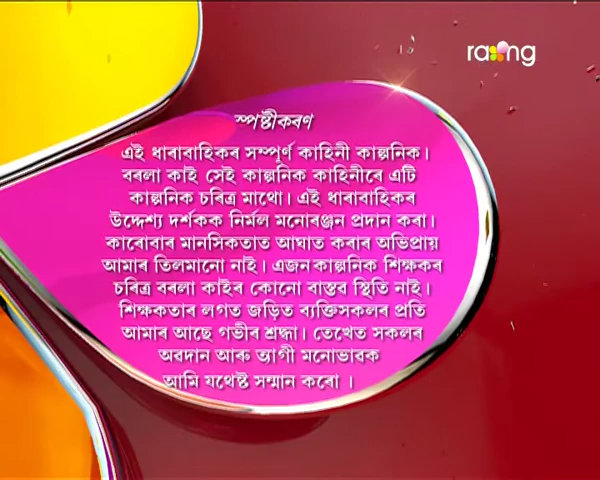 rang
স্পষ্টীকৰণ
এই ধাৰাবাহিকৰ সম্পূৰ্ণ কাহিনী কাল্পনিক।
বৰলা কাই সেই কাল্পনিক কাহিনীৰে এটি
কাল্পনিক চৰিত্ৰ মাথো। এই ধাৰাবাহিকৰ
উদ্দেশ্য দৰ্শকক নিৰ্মল মনোৰঞ্জন প্ৰদান কৰা।
কাৰোবাৰ মানসিকতাত আঘাত কৰাৰ অভিপ্ৰায়
আমাৰ তিলমানো নাই। এজন কাল্পনিক শিক্ষকৰ
চৰিত্ৰ বৰলা কাইৰ কোনো বাস্তৱ স্থিতি নাই।
শিক্ষকতাৰ লগত জড়িত ব্যক্তিসকলৰ প্ৰতি
আমাৰ আছে গভীৰ শ্ৰদ্ধা। তেখেত সকলৰ
অৱদান আৰু ত্যাগী মনোভাৱক
আমি যথেষ্ট সন্মান কৰো ।